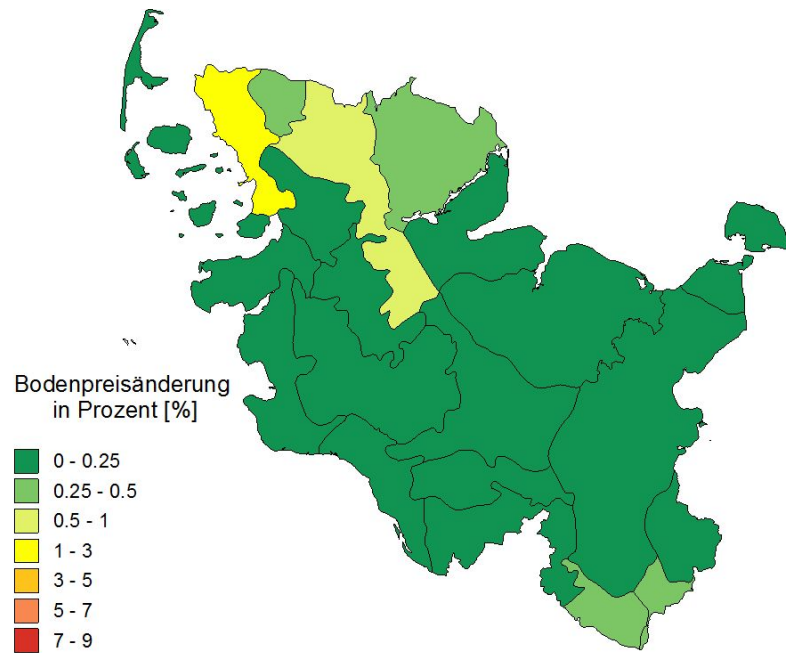 Bodenpreisänderung
in Prozent [%]
0 - 0.25
0.25 - 0.5
0.5 - 1
1 - 3
3 - 5
5 - 7
7 - 9